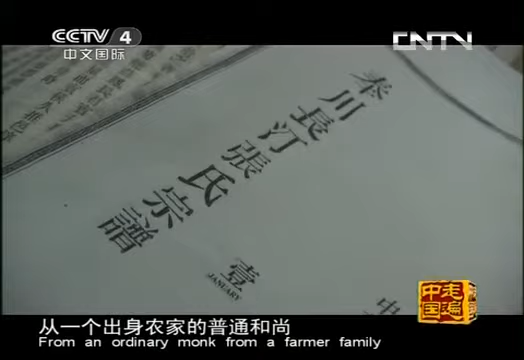 CCTV 4
中文国际
CNTV
奉川長汀張氏宗譜
壹
JANUARY
走遍
中国
从一个出身农家的普通和尚
From an ordinary monk from a farmer family